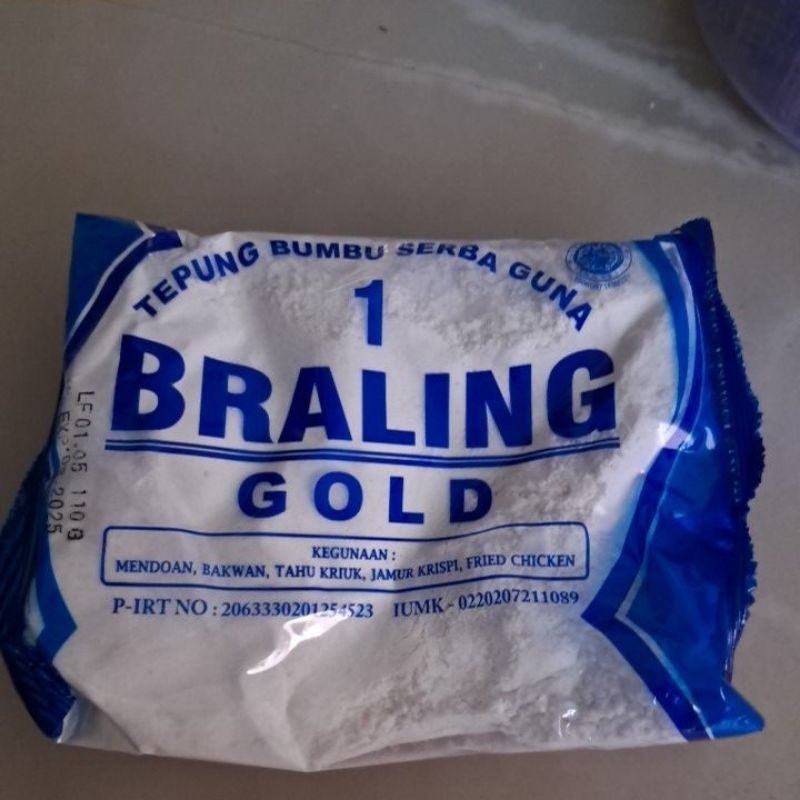 TEPUNG BUMBU SERBA GUNA
1
BRALING
GOLD
KEGUNAAN :
MENDOAN, BAKWAN, TAHU KRIUK, JAMUR KRISPI, FRIED CHICKEN
P-IRT NO : 2063330201254523 IUMK - 0220207211089
LF01.05 110G
2025